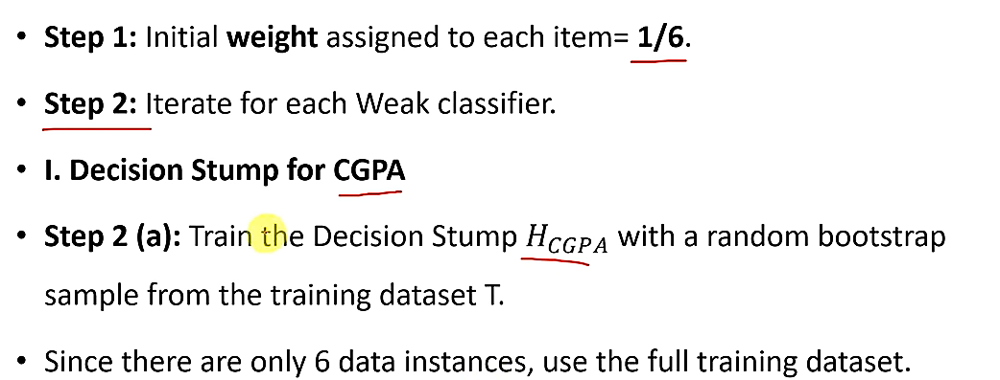 • Step 1: Initial weight assigned to each item= 1/6.
• Step 2: Iterate for each Weak classifier.
• I. Decision Stump for CGPA
• Step 2 (a): Train the Decision Stump H_CGPA with a random bootstrap
sample from the training dataset T.
• Since there are only 6 data instances, use the full training dataset.